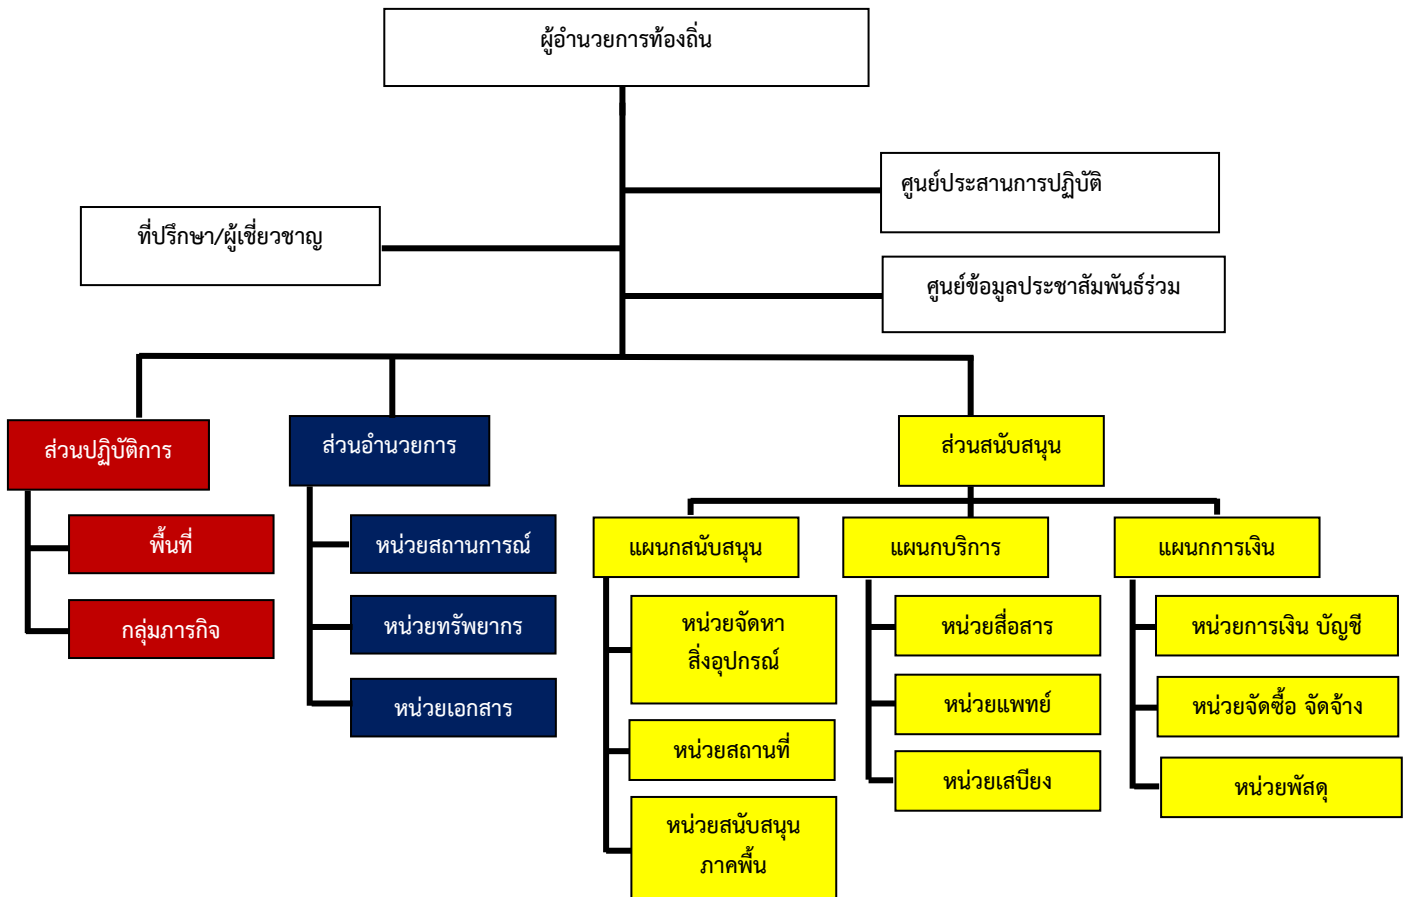 ผู้อำนวยการท้องถิ่น
ศูนย์ประสานการปฏิบัติ
ที่ปรึกษา/ผู้เชี่ยวชาญ
ศูนย์ข้อมูลประชาสัมพันธ์ร่วม
ส่วนปฏิบัติการ
พื้นที่
กลุ่มภารกิจ
ส่วนอำนวยการ
หน่วยสถานการณ์
หน่วยทรัพยากร
หน่วยเอกสาร
ส่วนสนับสนุน
แผนกสนับสนุน
หน่วยจัดหา
สิ่งอุปกรณ์
หน่วยสถานที่
หน่วยสนับสนุน
ภาคพื้น
แผนกบริการ
หน่วยสื่อสาร
หน่วยแพทย์
หน่วยเสบียง
แผนกการเงิน
หน่วยการเงิน บัญชี
หน่วยจัดซื้อ จัดจ้าง
หน่วยพัสดุ